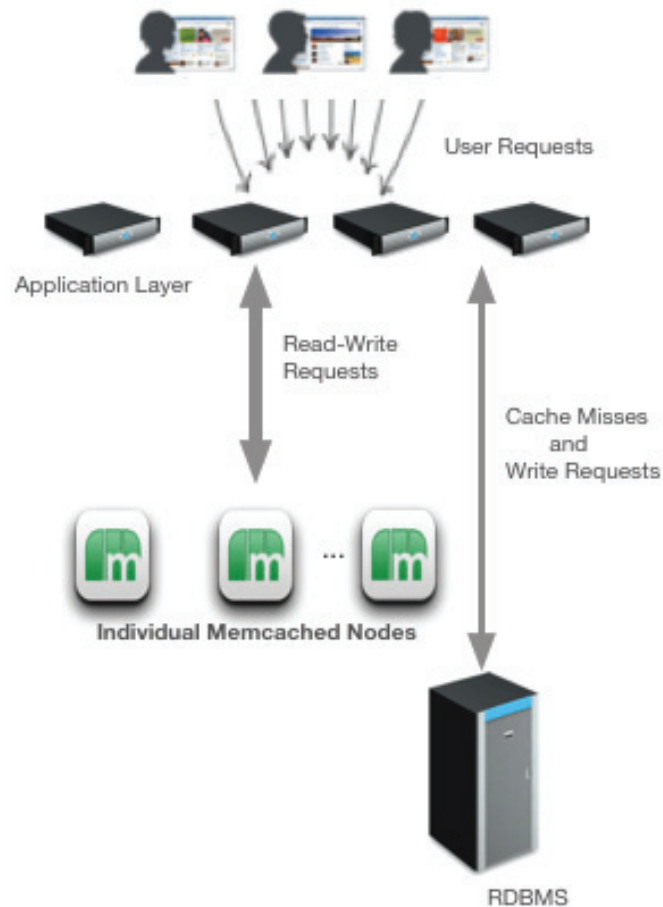 User Requests
Application Layer
Read-Write
Requests
Cache Misses
and
Write Requests
m
m
...
m
Individual Memcached Nodes
RDBMS